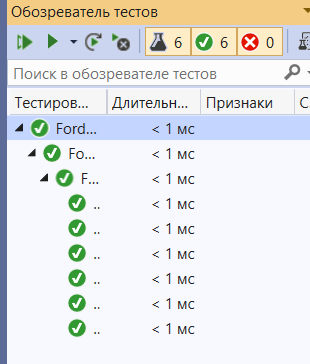 Обозреватель тестов
6 6 0
Поиск в обозревателе тестов
Тестиров... Длительн... Признаки С
Ford... < 1 мс
Fo... < 1 мс
F... < 1 мс
.. < 1 мс
.. < 1 мс
.. < 1 мс
.. < 1 мс
.. < 1 мс
.. < 1 мс